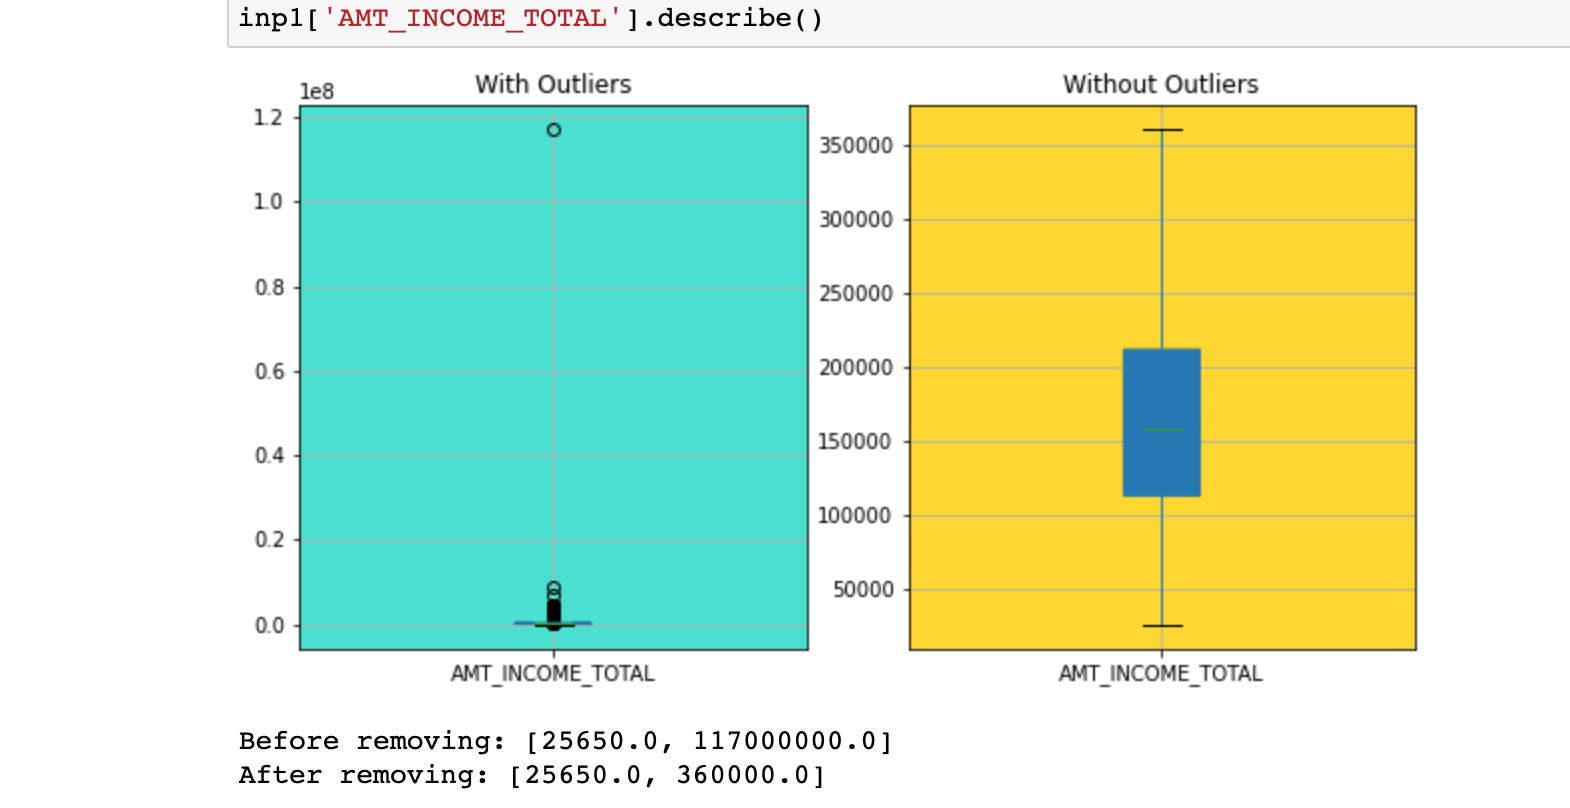 inp1['AMT_INCOME_TOTAL'].describe()
With Outliers
Without Outliers
1e8
1.2
1.0
0.8
0.6
0.4
0.2
0.0
AMT_INCOME_TOTAL
350000
300000
250000
200000
150000
100000
50000
AMT_INCOME_TOTAL
Before removing: [25650.0, 117000000.0]
After removing: [25650.0, 360000.0]